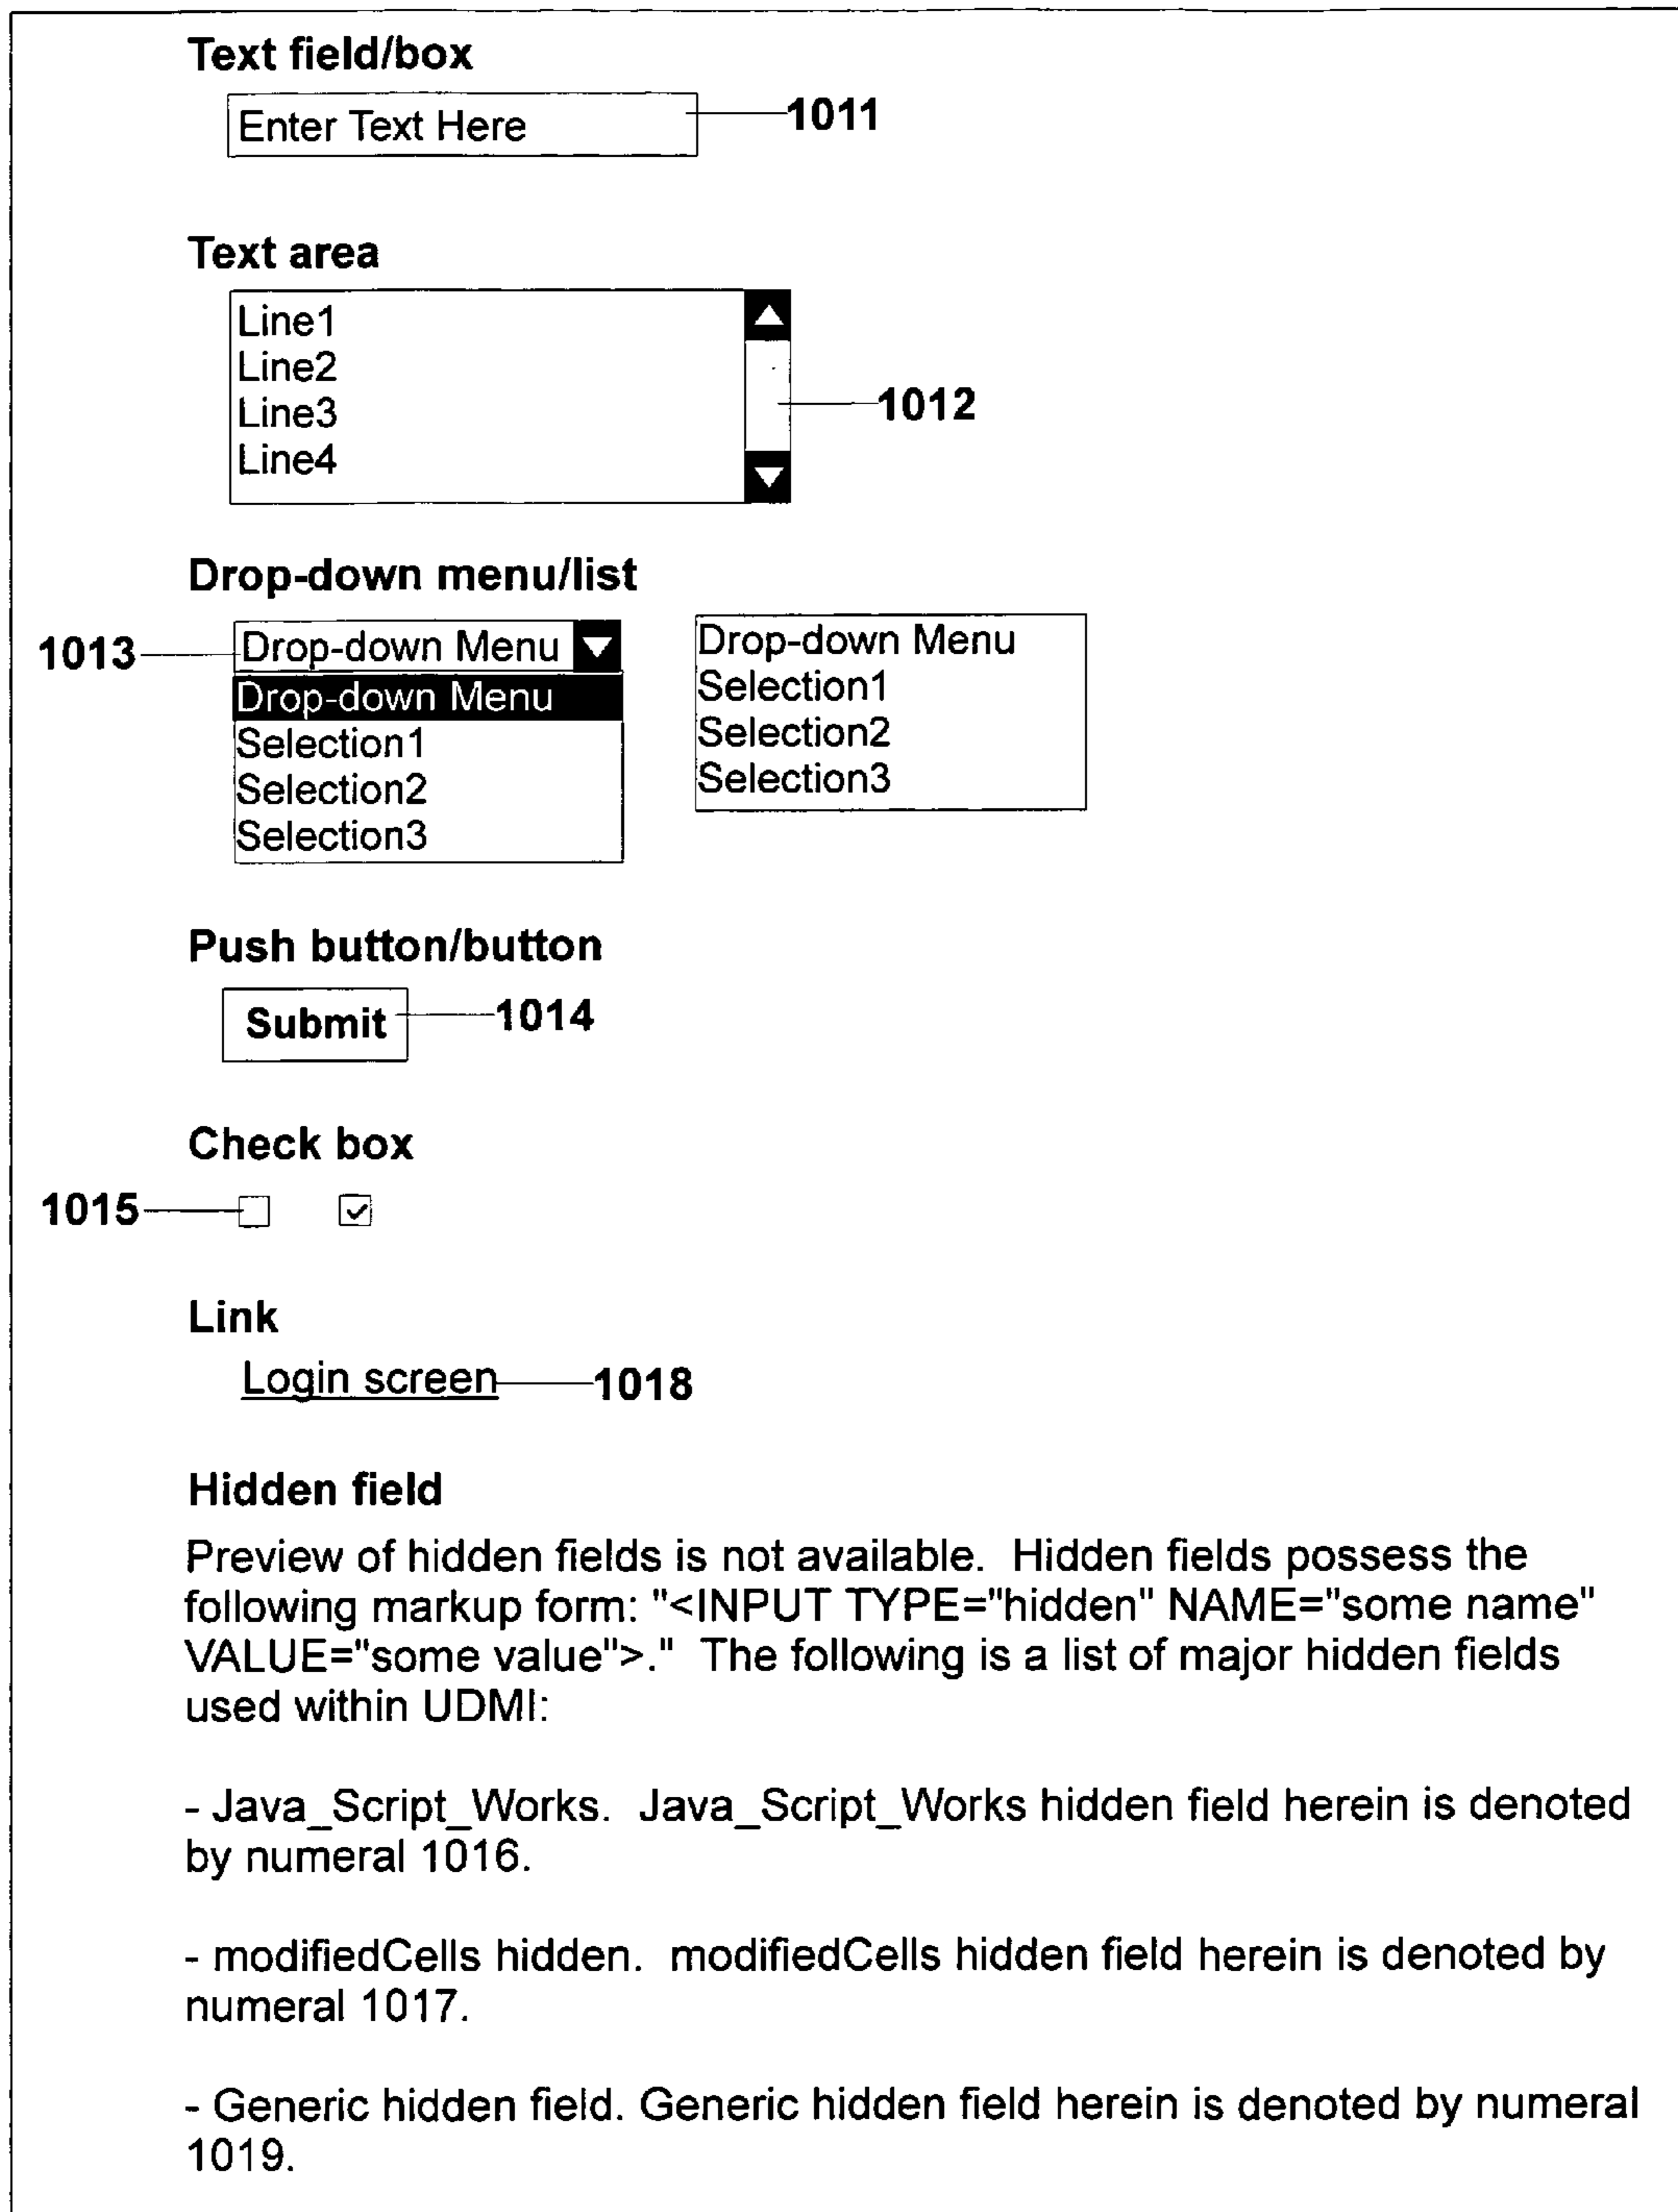 Text field/box
Enter Text Here
1011
Text area
Line1
Line2
Line3
Line4
1012
Drop-down menu/list
1013
Drop-down Menu
Drop-down Menu
Selection1
Selection2
Selection3
Drop-down Menu
Selection1
Selection2
Selection3
Push button/button
Submit
1014
Check box
1015
Link
Login screen
1018
Hidden field
Preview of hidden fields is not available.  Hidden fields possess the
following markup form: "<INPUT TYPE="hidden" NAME="some name"
VALUE="some value">."  The following is a list of major hidden fields
used within UDMI:
- Java_Script_Works.  Java_Script_Works hidden field herein is denoted
by numeral 1016.
- modifiedCells hidden.  modifiedCells hidden field herein is denoted by
numeral 1017.
- Generic hidden field. Generic hidden field herein is denoted by numeral
1019.